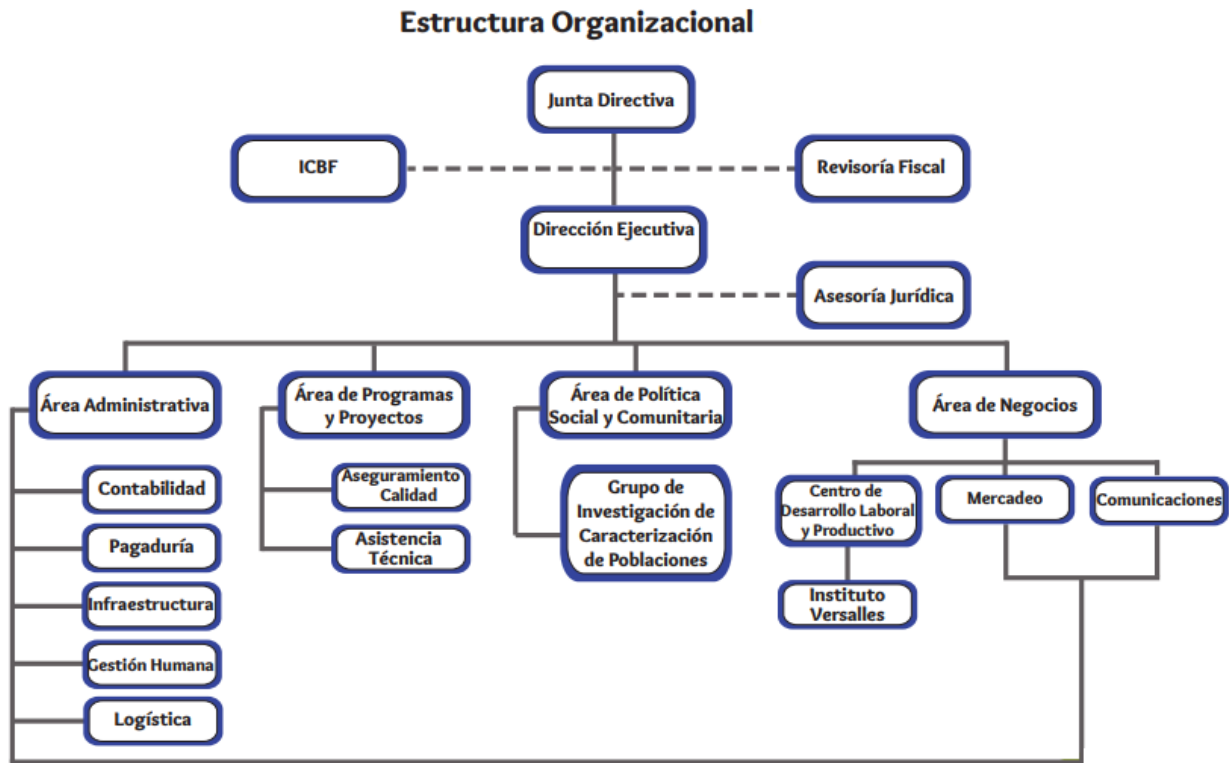 Estructura Organizacional
Junta Directiva
ICBF
Revisoría Fiscal
Dirección Ejecutiva
Asesoría Jurídica
Área Administrativa
Área de Programas
y Proyectos
Área de Política
Social y Comunitaria
Área de Negocios
Contabilidad
Pagaduría
Infraestructura
Gestión Humana
Logística
Aseguramiento
Calidad
Asistencia
Técnica
Grupo de
Investigación de
Caracterización
de Poblaciones
Centro de
Desarrollo Laboral
y Productivo
Instituto
Versalles
Mercadeo
Comunicaciones